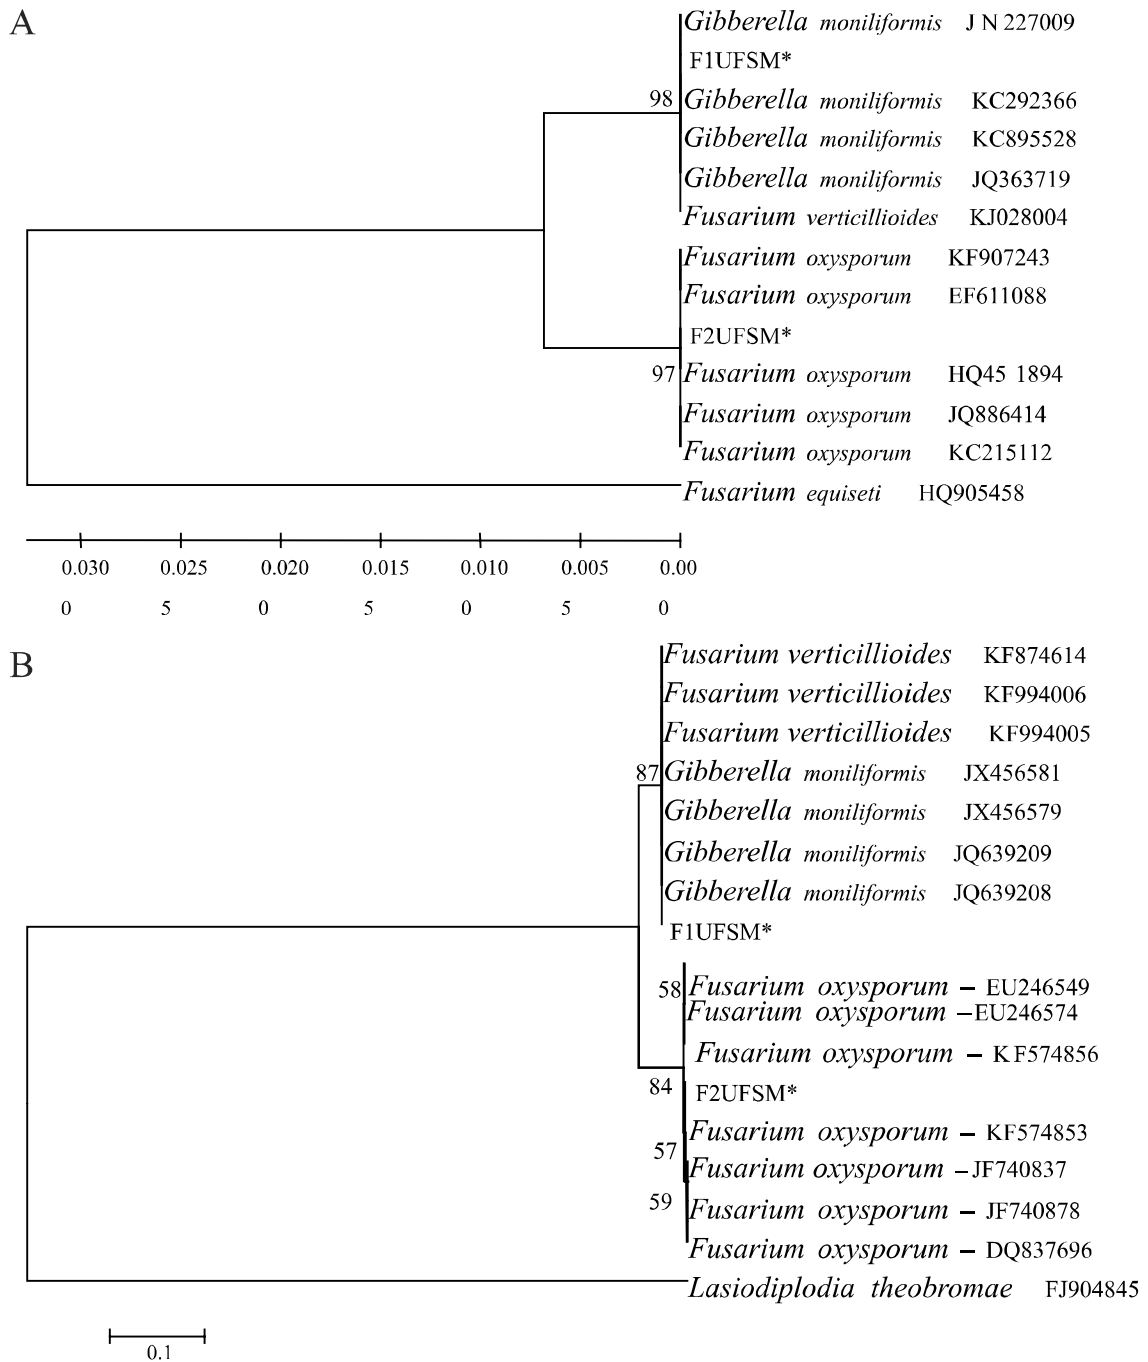 A
Gibberella moniliformis J N 227009
F1UFSM*
98
Gibberella moniliformis KC292366
Gibberella moniliformis KC895528
Gibberella moniliformis JQ363719
Fusarium verticillioides KJ028004
Fusarium oxysporum KF907243
Fusarium oxysporum EF611088
F2UFSM*
97
Fusarium oxysporum HQ45 1894
Fusarium oxysporum JQ886414
Fusarium oxysporum KC215112
Fusarium equiseti HQ905458
0.030 0.025 0.020 0.015 0.010 0.005 0.00
0 5 0 5 0 5 0
B
Fusarium verticillioides KF874614
Fusarium verticillioides KF994006
Fusarium verticillioides KF994005
87
Gibberella moniliformis JX456581
Gibberella moniliformis JX456579
Gibberella moniliformis JQ639209
Gibberella moniliformis JQ639208
F1UFSM*
58
Fusarium oxysporum – EU246549
Fusarium oxysporum –EU246574
Fusarium oxysporum – KF574856
84
F2UFSM*
Fusarium oxysporum – KF574853
57
Fusarium oxysporum –JF740837
59
Fusarium oxysporum – JF740878
Fusarium oxysporum – DQ837696
Lasiodiplodia theobromae FJ904845
0.1